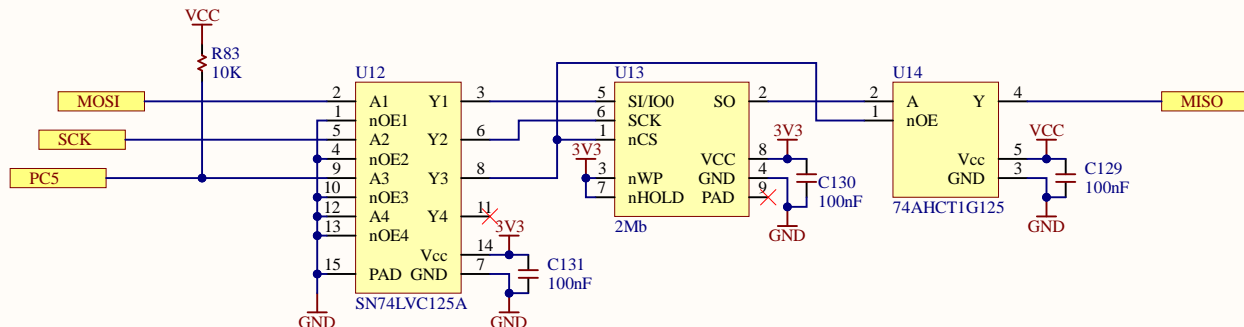 VCC
R83
10K
U12
U13
U14
MOSI
2
A1
Y1
3
5
SI/IO0
SO
2
2
A
Y
4
MISO
1
nOE1
6
SCK
1
nOE
SCK
5
A2
Y2
6
1
nCS
4
nOE2
3V3
3V3
VCC
VCC
8
Vcc
5
PC5
9
A3
Y3
8
3
nWP
GND
4
C130
GND
3
C129
10
nOE3
7
nHOLD
PAD
9
100nF
100nF
12
A4
Y4
11
2Mb
74AHCT1G125
13
nOE4
3V3
GND
GND
Vcc
14
15
PAD
GND
7
C131
100nF
SN74LVC125A
GND
GND